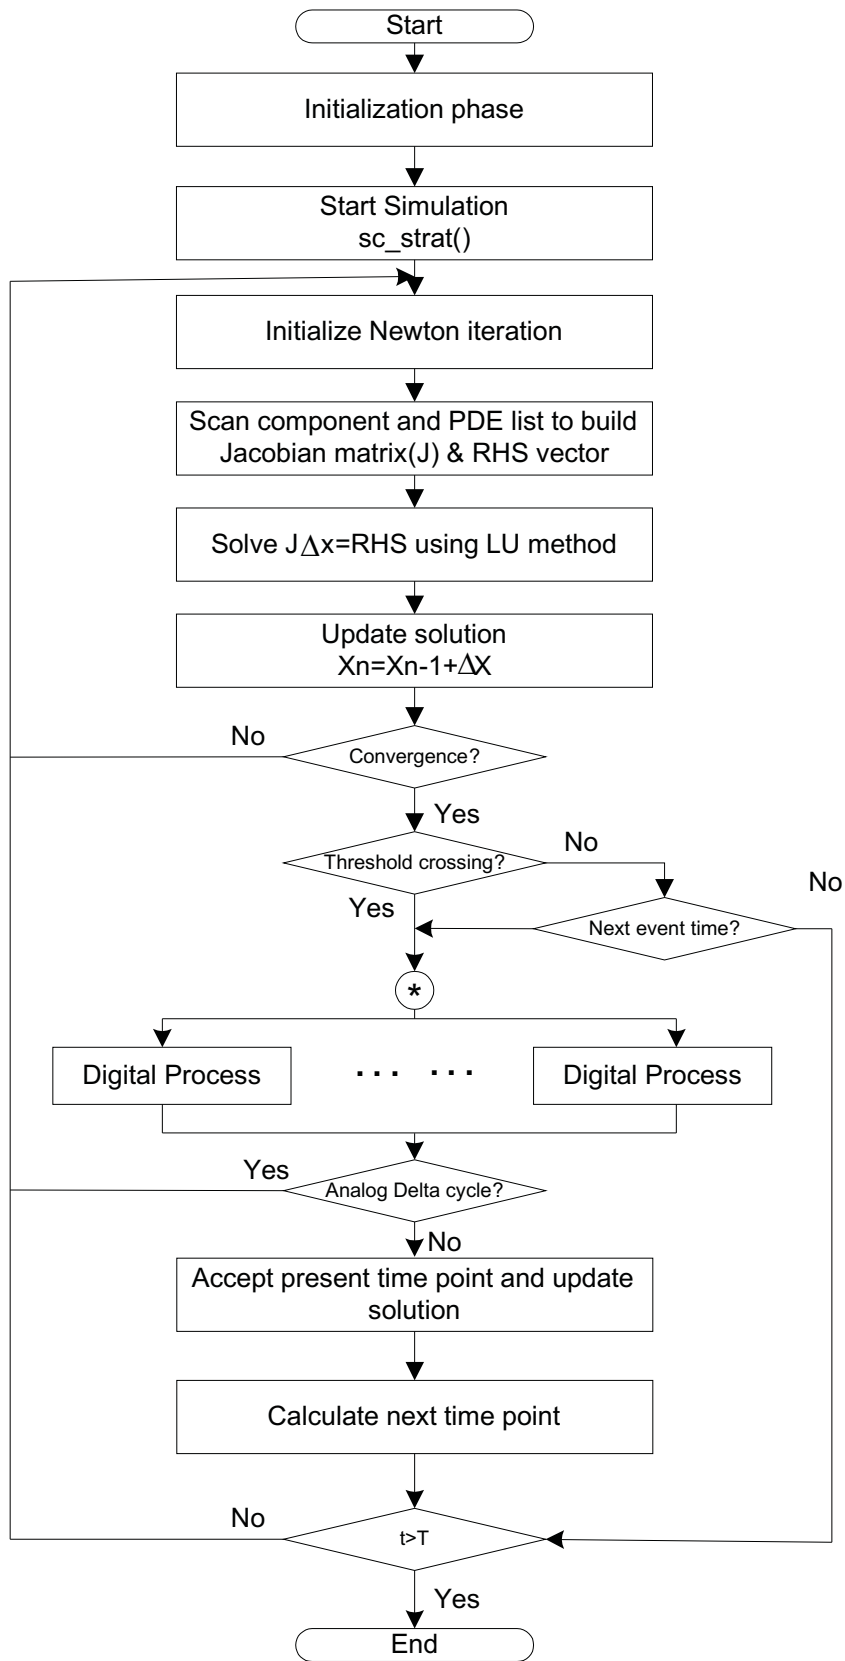 Start
Initialization phase
Start Simulation
sc_strat()
Initialize Newton iteration
Scan component and PDE list to build
Jacobian matrix(J) & RHS vector
Solve JΔx=RHS using LU method
Update solution
Xn=Xn-1+ΔX
No
Convergence?
Yes
Threshold crossing?
No
No
Yes
Next event time?
*
Digital Process
... ...
Digital Process
Yes
Analog Delta cycle?
No
Accept present time point and update
solution
Calculate next time point
No
t>T
Yes
End